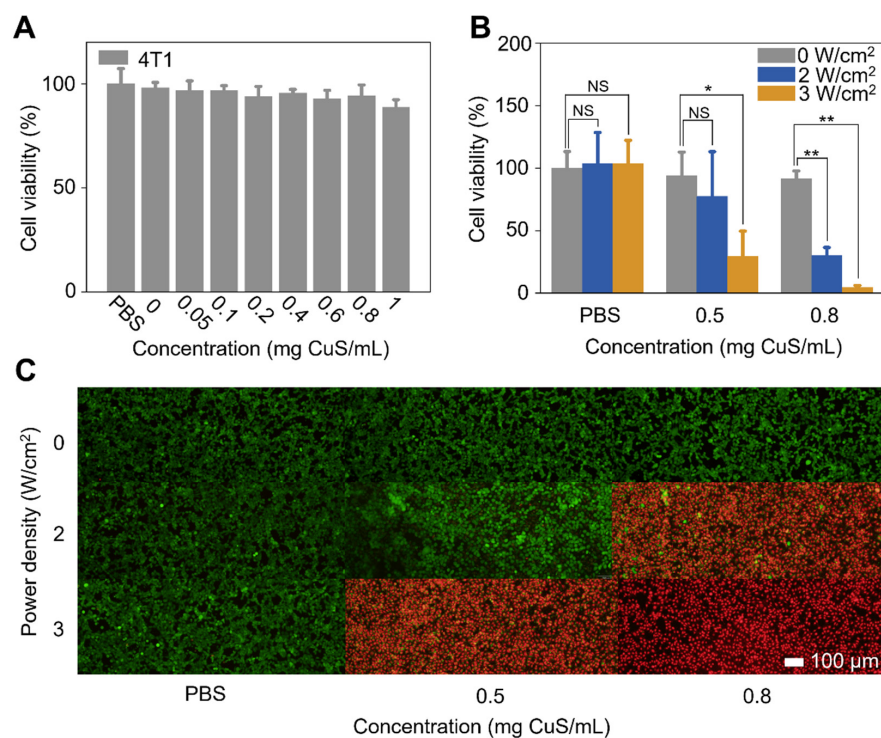 A
4T1
100
50
0
Cell viability (%)
PBS 0 0.05 0.1 0.2 0.4 0.6 0.8 1
Concentration (mg CuS/mL)
B
200
150
100
50
0
Cell viability (%)
0 W/cm²
2 W/cm²
3 W/cm²
NS
NS
*
NS
**
**
PBS 0.5 0.8
Concentration (mg CuS/mL)
C
Power density (W/cm²)
0
2
3
100 µm
PBS 0.5 0.8
Concentration (mg CuS/mL)